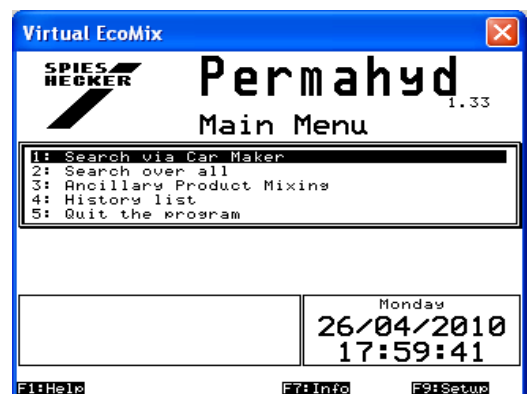 Virtual EcoMix
SPIES
HECKER
Permahyd
1.33
Main Menu
1: Search via Car Maker
2: Search over all
3: Ancillary Product Mixing
4: History list
5: Quit the program
Monday
26/04/2010
17:59:41
F1:Help F7:Info F9:Setup